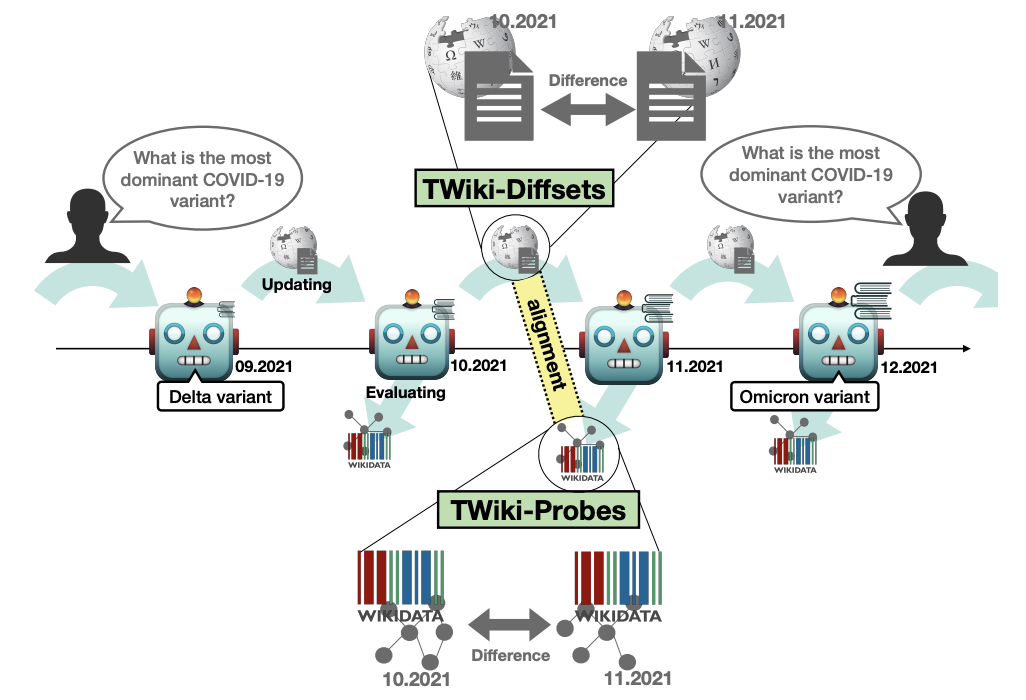 10.2021
11.2021
Difference
What is the most
dominant COVID-19
variant?
What is the most
dominant COVID-19
variant?
TWiki-Diffsets
Updating
alignment
09.2021
10.2021
11.2021
12.2021
Delta variant
Evaluating
Omicron variant
WIKIDATA
WIKIDATA
WIKIDATA
TWiki-Probes
WIKIDATA
WIKIDATA
Difference
10.2021
11.2021